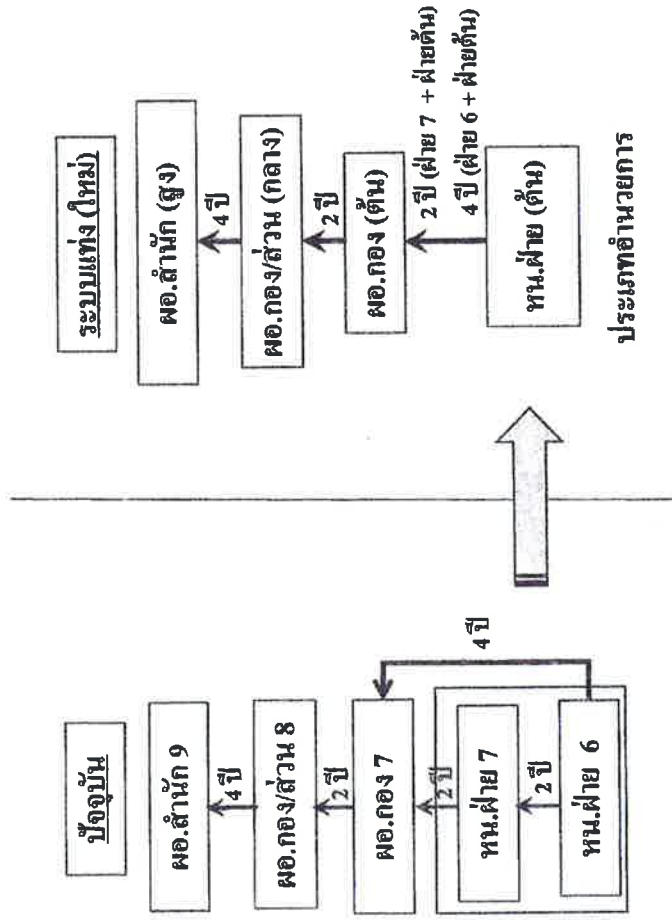 ปัจจุบัน
ผอ.สำนัก 9
4 ปี
ผอ.กอง/ส่วน 8
2 ปี
ผอ.กอง 7
2 ปี
หน.ฝ่าย 7
2 ปี
หน.ฝ่าย 6
4 ปี
ระบบแท่ง (ใหม่)
ผอ.สำนัก (สูง)
4 ปี
ผอ.กอง/ส่วน (กลาง)
2 ปี
ผอ.กอง (ต้น)
2 ปี (ฝ่าย 7 + ฝ่ายต้น)
4 ปี (ฝ่าย 6 + ฝ่ายต้น)
หน.ฝ่าย (ต้น)
ประเภทอำนวยการ